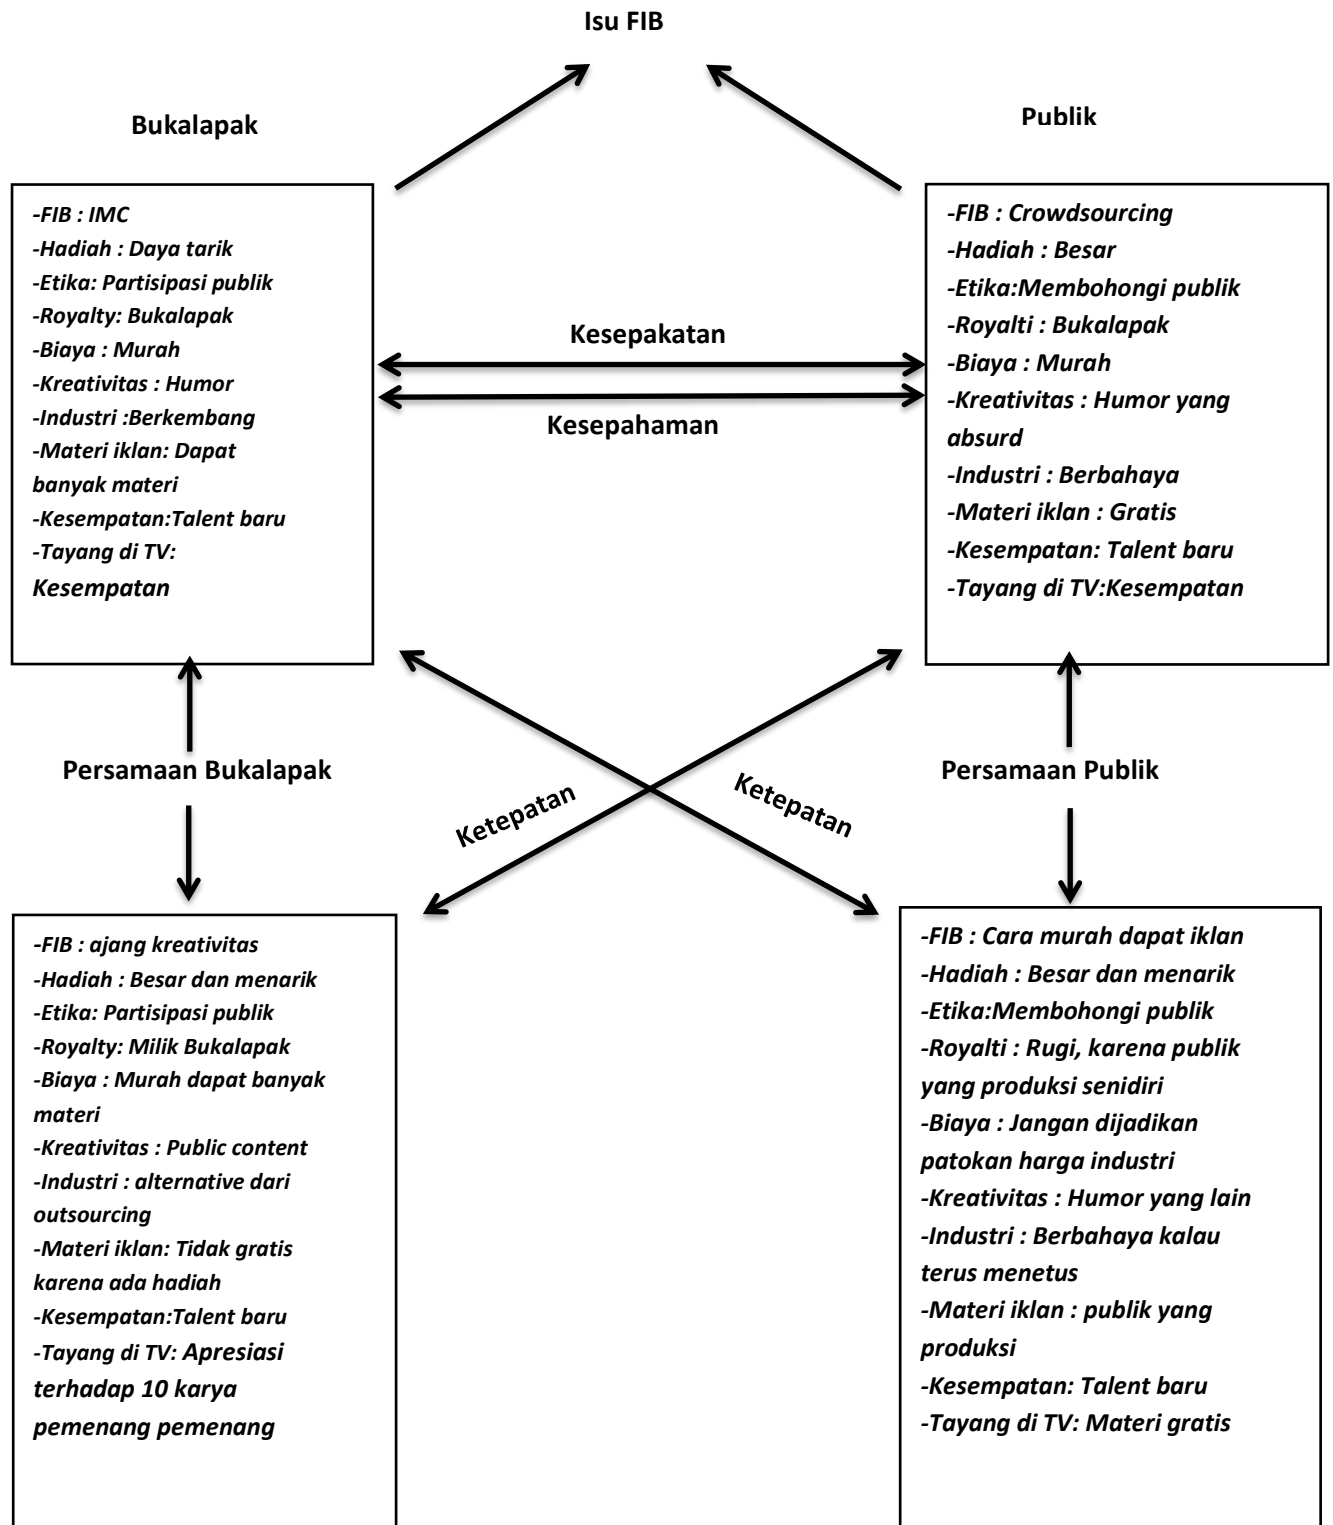 Isu FIB
Bukalapak
Publik
-FIB : IMC
-Hadiah : Daya tarik
-Etika: Partisipasi publik
-Royalty: Bukalapak
-Biaya : Murah
-Kreativitas : Humor
-Industri :Berkembang
-Materi iklan: Dapat
banyak materi
-Kesempatan:Talent baru
-Tayang di TV:
Kesempatan
Kesepakatan
Kesepahaman
-FIB : Crowdsourcing
-Hadiah : Besar
-Etika:Membohongi publik
-Royalti : Bukalapak
-Biaya : Murah
-Kreativitas : Humor yang
absurd
-Industri : Berbahaya
-Materi iklan : Gratis
-Kesempatan: Talent baru
-Tayang di TV:Kesempatan
Persamaan Bukalapak
Ketepatan
Ketepatan
Persamaan Publik
-FIB : ajang kreativitas
-Hadiah : Besar dan menarik
-Etika: Partisipasi publik
-Royalty: Milik Bukalapak
-Biaya : Murah dapat banyak
materi
-Kreativitas : Public content
-Industri : alternative dari
outsourcing
-Materi iklan: Tidak gratis
karena ada hadiah
-Kesempatan:Talent baru
-Tayang di TV: Apresiasi
terhadap 10 karya
pemenang pemenang
-FIB : Cara murah dapat iklan
-Hadiah : Besar dan menarik
-Etika:Membohongi publik
-Royalti : Rugi, karena publik
yang produksi senidiri
-Biaya : Jangan dijadikan
patokan harga industri
-Kreativitas : Humor yang lain
-Industri : Berbahaya kalau
terus menetus
-Materi iklan : publik yang
produksi
-Kesempatan: Talent baru
-Tayang di TV: Materi gratis